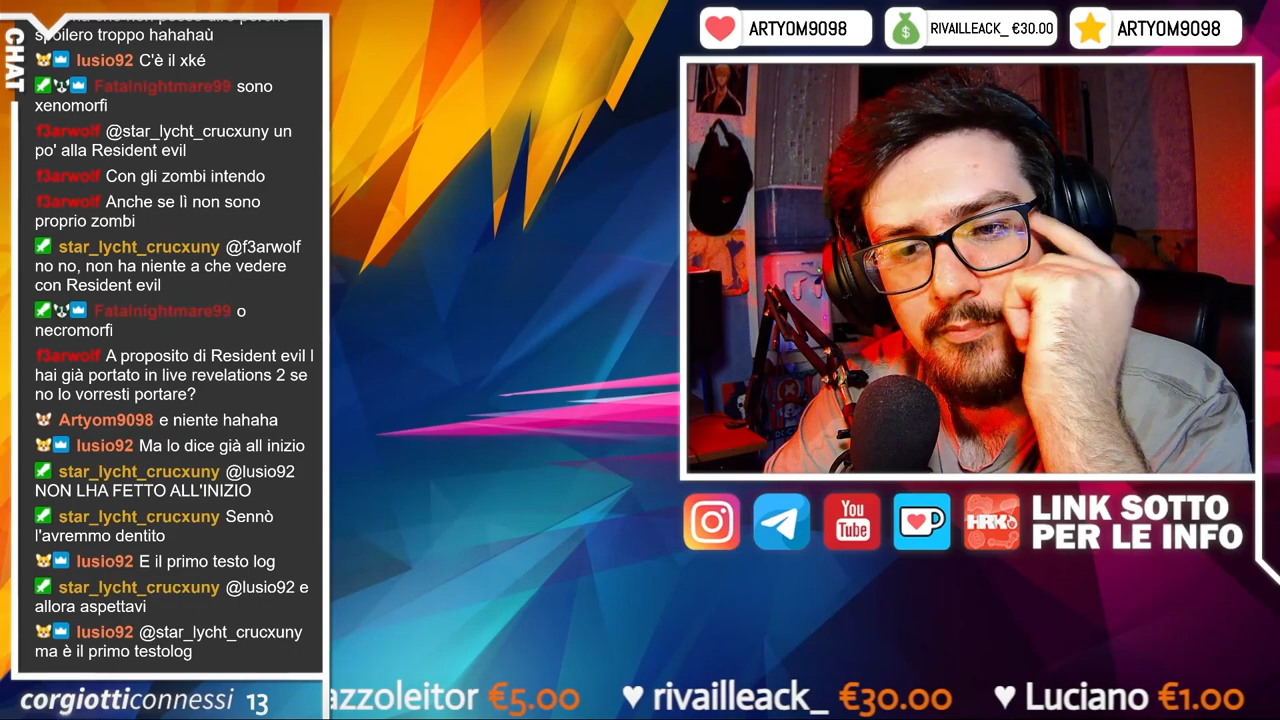 CHAT
spoilero troppo hahahaù
lusio92 C'è il xké
Fatalnightmare99 sono
xenomorfi
f3arwolf @star_lycht_crucxuny un
po' alla Resident evil
f3arwolf Con gli zombi intendo
f3arwolf Anche se lì non sono
proprio zombi
star_lycht_crucxuny @f3arwolf
no no, non ha niente a che vedere
con Resident evil
Fatalnightmare99 o
necromorfi
f3arwolf A proposito di Resident evil l
hai già portato in live revelations 2 se
no lo vorresti portare?
Artyom9098 e niente hahaha
lusio92 Ma lo dice già all inizio
star_lycht_crucxuny @lusio92
NON LHA FETTO ALL'INIZIO
star_lycht_crucxuny Sennò
l'avremmo dentito
lusio92 E il primo testo log
star_lycht_crucxuny @lusio92 e
allora aspettavi
lusio92 @star_lycht_crucxuny
ma è il primo testolog
corgiotticonnessi 13
ARTYOM9098
RIVAILLEACK_ €30.00
ARTYOM9098
You
Tube
HRK
LINK SOTTO
PER LE INFO
azzoleitor €5.00 ♥ rivailleack_ €30.00 ♥ Luciano €1.00